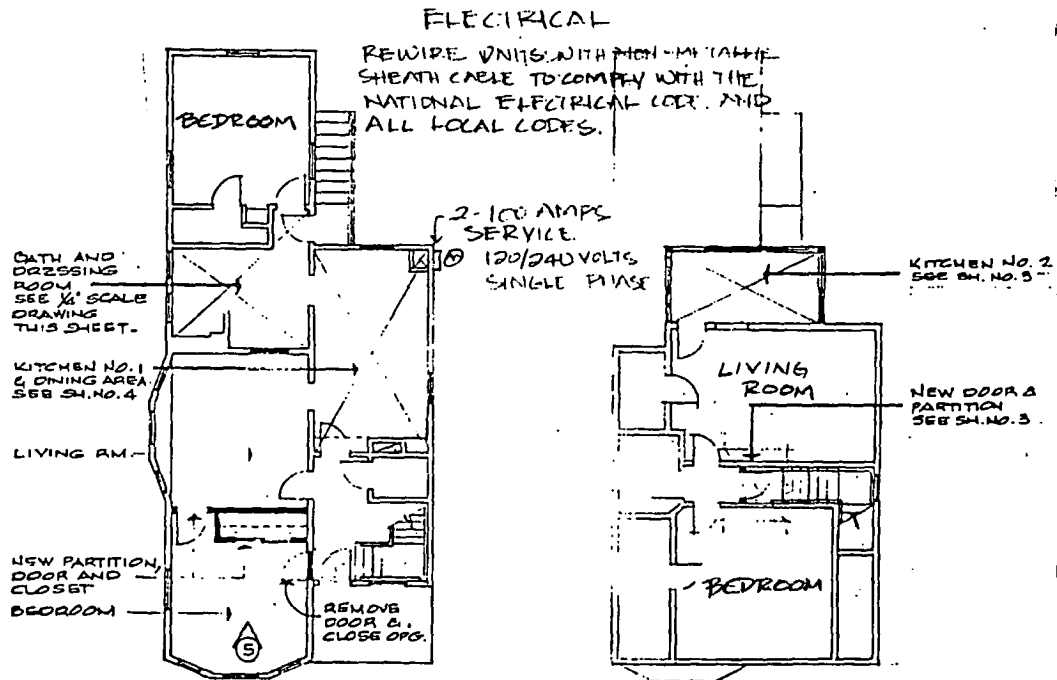 ELECTRICAL
REWIRE UNITS WITH NON-METALLIC
SHEATH CABLE TO COMPLY WITH THE
NATIONAL ELECTRICAL CODE AND
ALL LOCAL CODES.
BEDROOM
2-100 AMPS
SERVICE
120/240 VOLTS
SINGLE PHASE
BATH AND
DRESSING
ROOM
SEE 1/4" SCALE
DRAWING
THIS SHEET.
KITCHEN NO.1
& DINING AREA
SEE SH. NO. 4
LIVING RM.
NEW PARTITION,
DOOR AND
CLOSET
BEDROOM
5
REMOVE
DOOR &
CLOSE OPG.
KITCHEN NO. 2
SEE SH. NO. 3
LIVING
ROOM
NEW DOOR &
PARTITION
SEE SH. NO. 3
BEDROOM